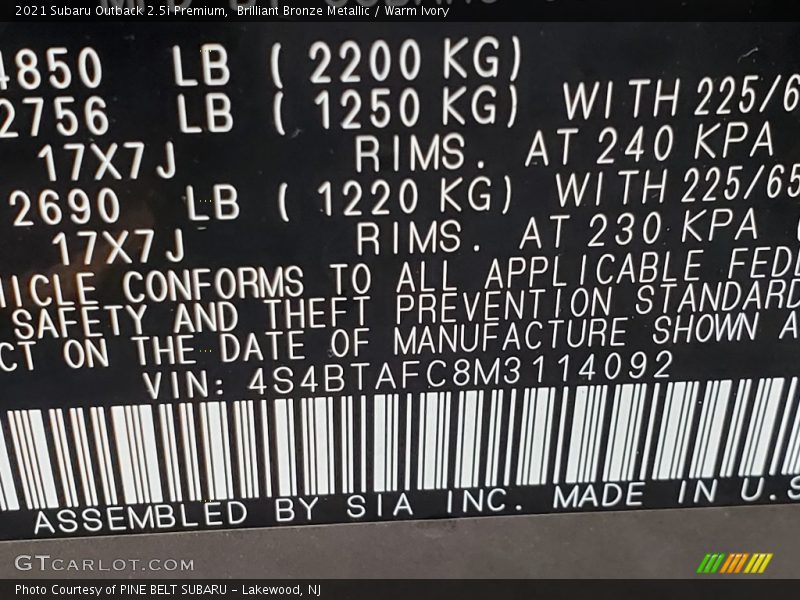 2021 Subaru Outback 2.5i Premium, Brilliant Bronze Metallic / Warm Ivory
4850 LB ( 2200 KG)
2756 LB ( 1250 KG) WITH 225/6
17X7J RIMS. AT 240 KPA
2690 LB ( 1220 KG) WITH 225/65
17X7J RIMS. AT 230 KPA
ICLE CONFORMS TO ALL APPLICABLE FEDE
SAFETY AND THEFT PREVENTION STANDARD
CT ON THE DATE OF MANUFACTURE SHOWN A
VIN: 4S4BTAFC8M3114092
ASSEMBLED BY SIA INC. MADE IN U.S
GTCARLOT.COM
Photo Courtesy of PINE BELT SUBARU - Lakewood, NJ